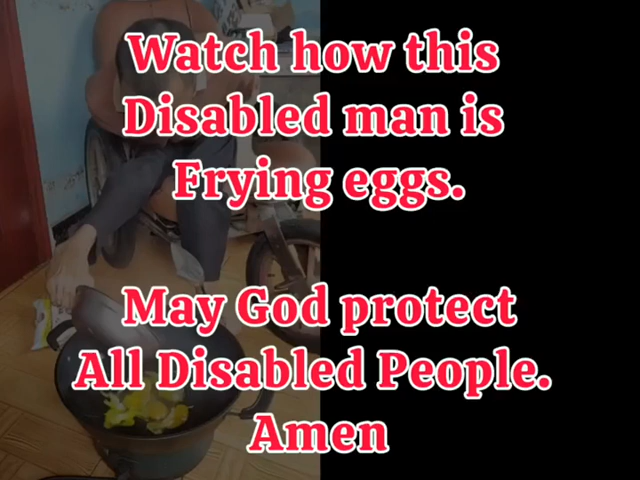 Watch how this
Disabled man is
Frying eggs.
May God protect
All Disabled People.
Amen